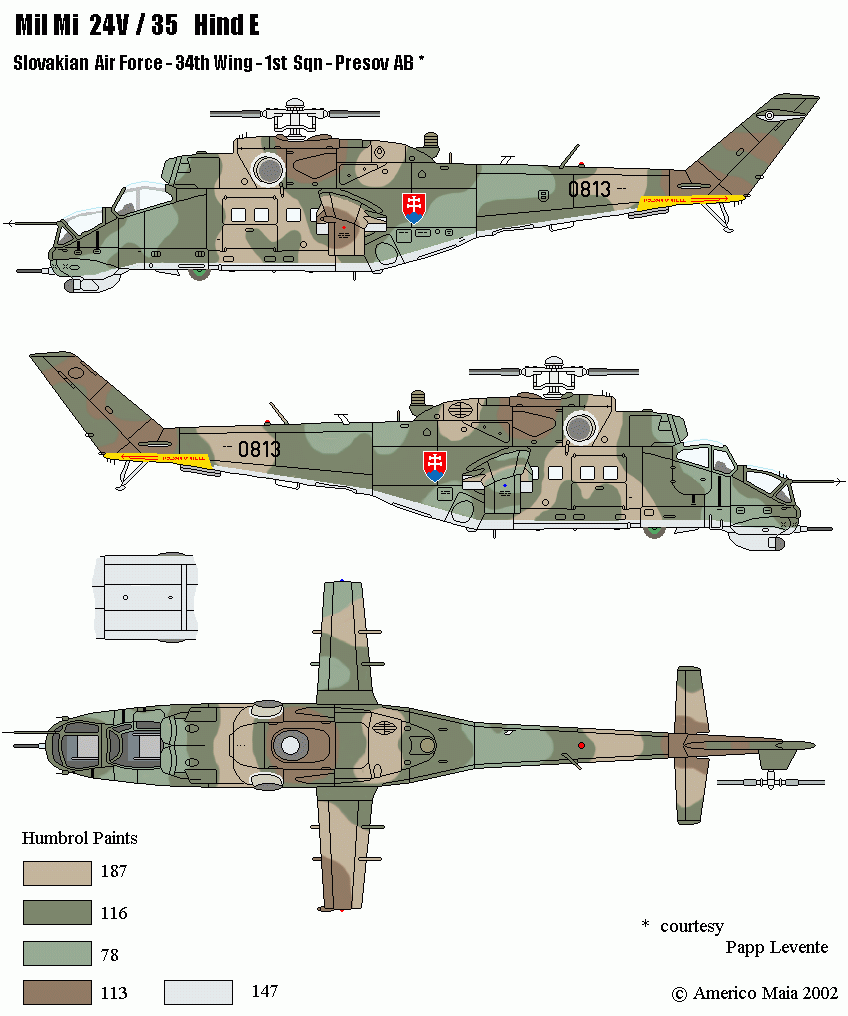 Mil Mi 24V / 35 Hind E
Slovakian Air Force - 34th Wing - 1st Sqn - Presov AB *
0813
0813
Humbrol Paints
187
116
78
113
147
* courtesy
Papp Levente
© Americo Maia 2002